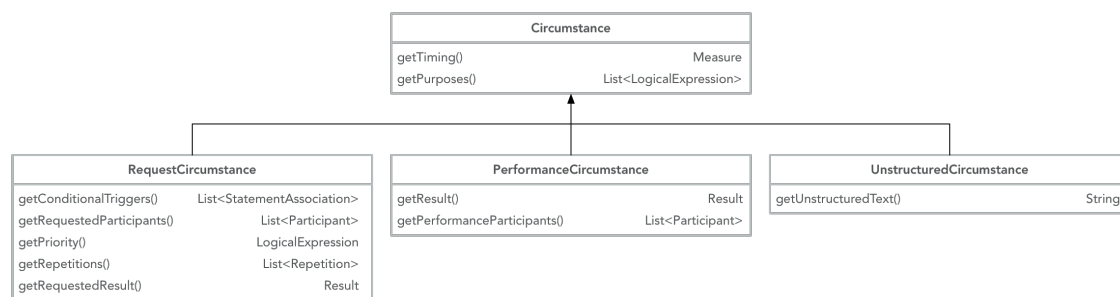 Circumstance
getTiming() Measure
getPurposes() List<LogicalExpression>
RequestCircumstance
getConditionalTriggers() List<StatementAssociation>
getRequestedParticipants() List<Participant>
getPriority() LogicalExpression
getRepetitions() List<Repetition>
getRequestedResult() Result
PerformanceCircumstance
getResult() Result
getPerformanceParticipants() List<Participant>
UnstructuredCircumstance
getUnstructuredText() String